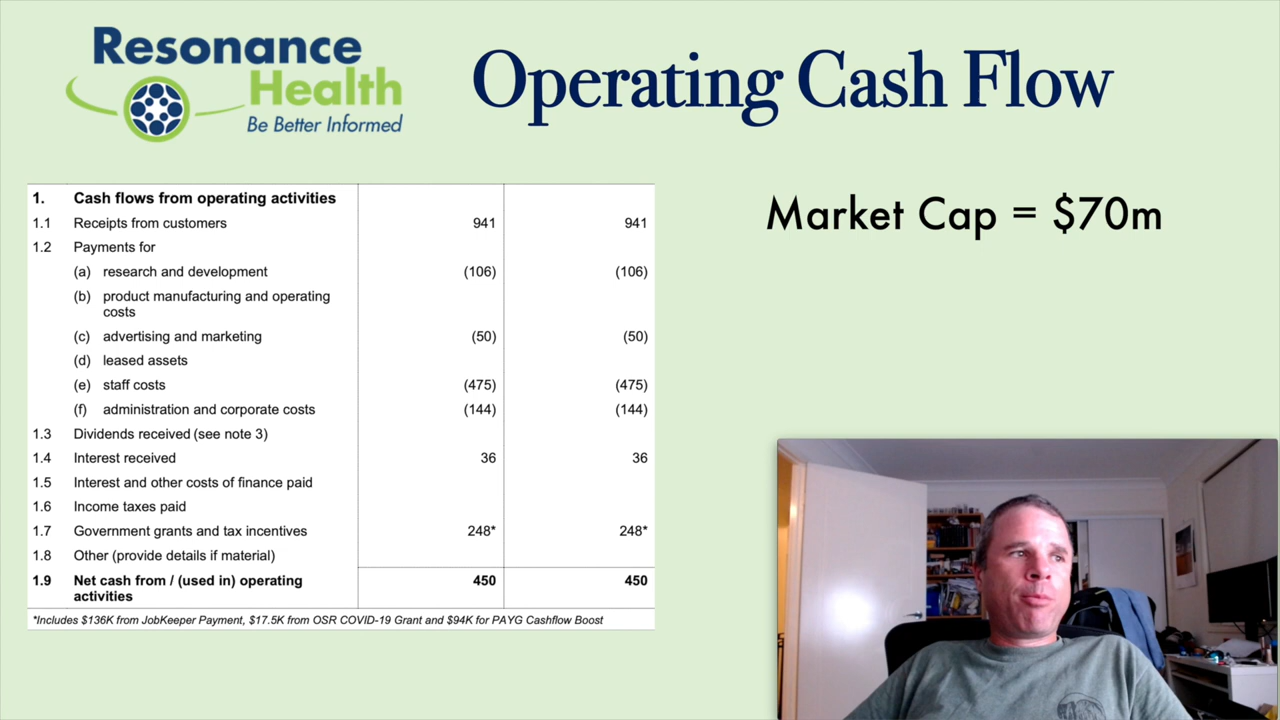 Resonance
Health
Be Better Informed
Operating Cash Flow
Market Cap = $70m
1. Cash flows from operating activities
1.1 Receipts from customers 941 941
1.2 Payments for
(a) research and development (106) (106)
(b) product manufacturing and operating
costs
(c) advertising and marketing (50) (50)
(d) leased assets
(e) staff costs (475) (475)
(f) administration and corporate costs (144) (144)
1.3 Dividends received (see note 3)
1.4 Interest received 36 36
1.5 Interest and other costs of finance paid
1.6 Income taxes paid
1.7 Government grants and tax incentives 248* 248*
1.8 Other (provide details if material)
1.9 Net cash from / (used in) operating 450 450
activities
*Includes $136K from JobKeeper Payment, $17.5K from OSR COVID-19 Grant and $94K for PAYG Cashflow Boost